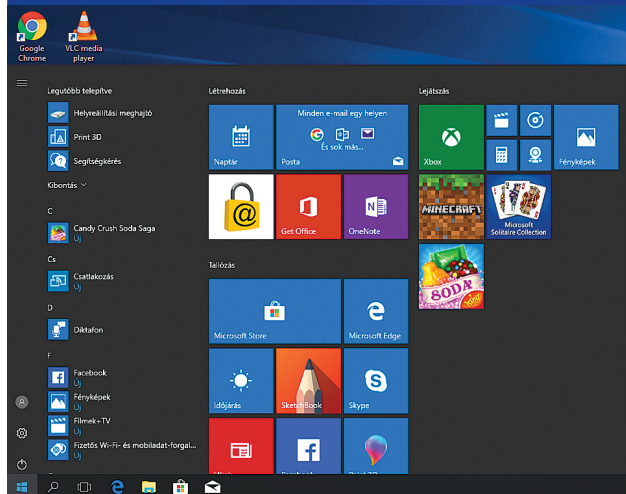 Google
Chrome
VLC media
player
Legutóbb telepítve
Helyreállítási meghajtó
Print 3D
Segítségkérés
Kibontás
C
Candy Crush Soda Saga
Új
Cs
Csatlakozás
Új
D
Diktafon
F
Facebook
Új
Fényképek
Új
Filmek+TV
Új
Fizetős Wi-Fi- és mobiladat-forgal...
Új
Létrehozás
Naptár
Minden e-mail egy helyen
És sok más...
Posta
@
Get Office
OneNote
Tallózás
Microsoft Store
Microsoft Edge
Időjárás
SketchBook
Skype
Lejátszás
Xbox
Fényképek
MINECRAFT
Microsoft
Solitaire Collection
SODA
King